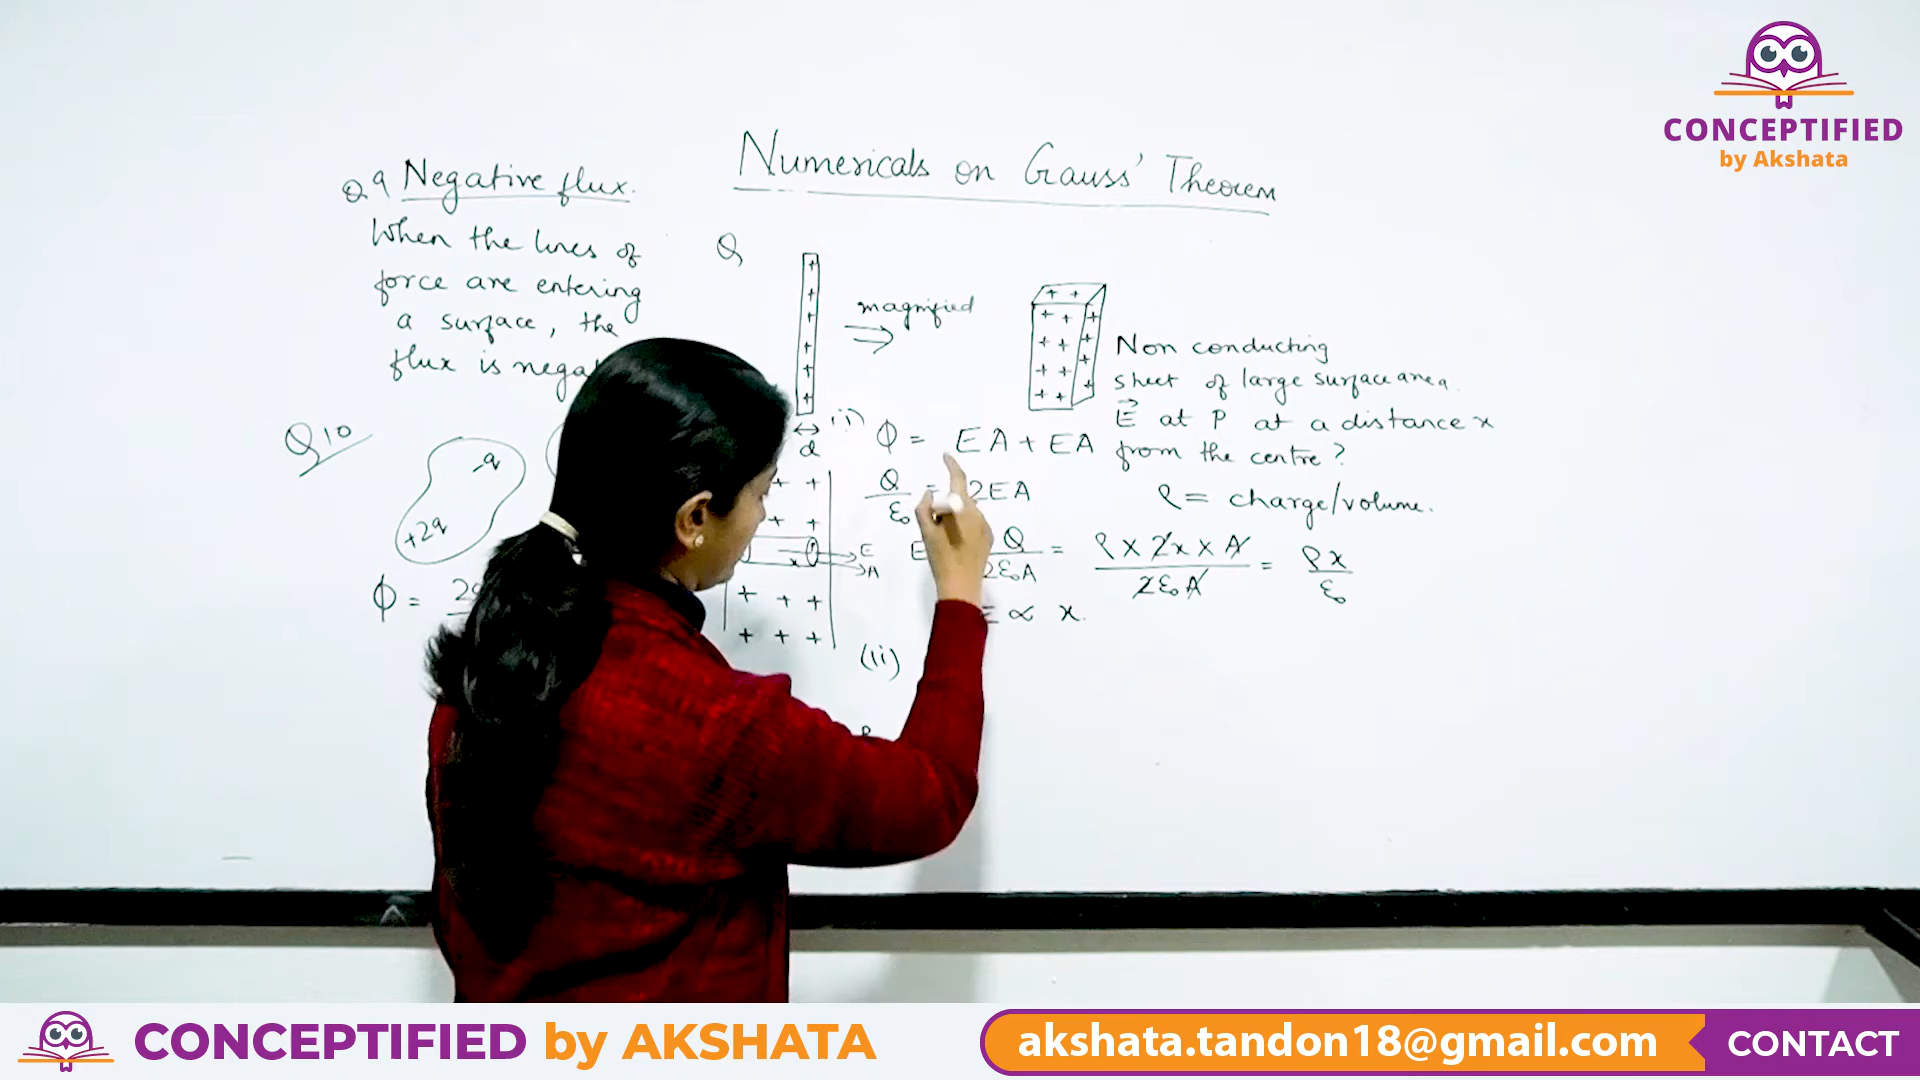 CONCEPTIFIED
by Akshata
Numericals on Gauss' Theorem
Q9 Negative flux.
When the lines of
force are entering
a surface, the
flux is nega
Q10
-q
+2q
Φ =
Q
+
+
+
+
+
+
d
magnified
⇒
+ +
+ + +
+ + +
+ + +
+ +
Non conducting
sheet of large surface area.
E⃗ at P at a distance x
from the centre?
ρ = charge/volume.
i) Φ = EA + EA
Q/ε₀ = 2EA
E Q/2ε₀A = ρ × 2x × A/2ε₀A = ρx/ε₀
∝ x.
+ +
+ +
x E
A
+ + +
+ + +
(ii)
CONCEPTIFIED by AKSHATA
akshata.tandon18@gmail.com
CONTACT